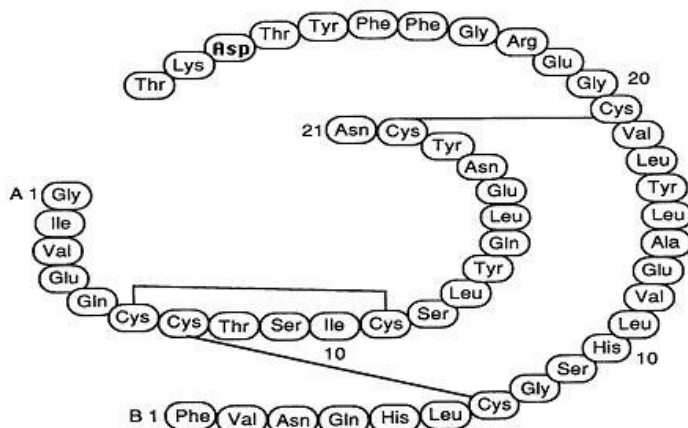 Thr Lys Asp Thr Tyr Phe Phe Gly Arg Glu Gly 20
Cys
Val
Leu
Tyr
Leu
Ala
Glu
Val
Leu
10
His
Ser
Gly
Cys
21 Asn Cys
Tyr
Asn
Glu
Leu
Gln
Tyr
Leu
Ser
A 1 Gly
Ile
Val
Glu
Gln
Cys Cys Thr Ser Ile Cys
10
B 1 Phe Val Asn Gln His Leu